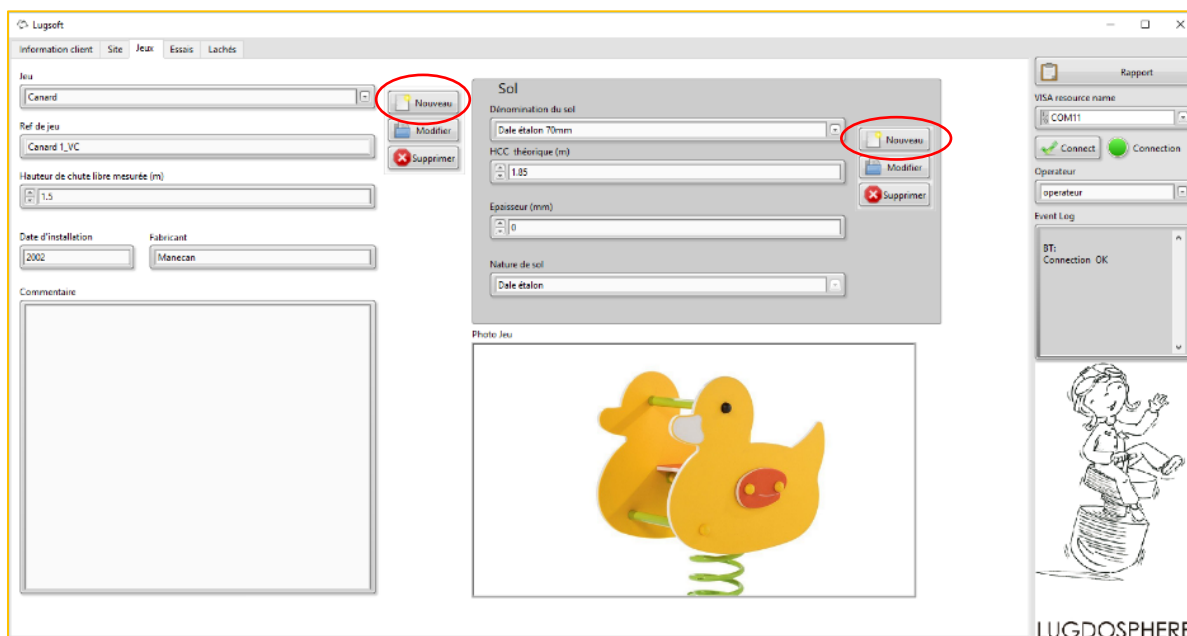 Lugsoft
Information client Site Jeux Essais Lachés
Jeu
Canard
Nouveau
Modifier
Supprimer
Ref de jeu
Canard 1_VC
Hauteur de chute libre mesurée (m)
1.5
Date d'installation Fabricant
2002 Manecan
Commentaire
Sol
Dénomination du sol
Dale étalon 70mm
Nouveau
Modifier
Supprimer
HCC théorique (m)
1.85
Epaisseur (mm)
0
Nature de sol
Dale étalon
Photo Jeu
Rapport
VISA resource name
COM11
Connect Connection
Operateur
operateur
Event Log
BT:
Connection OK
LUGDOSPHERE